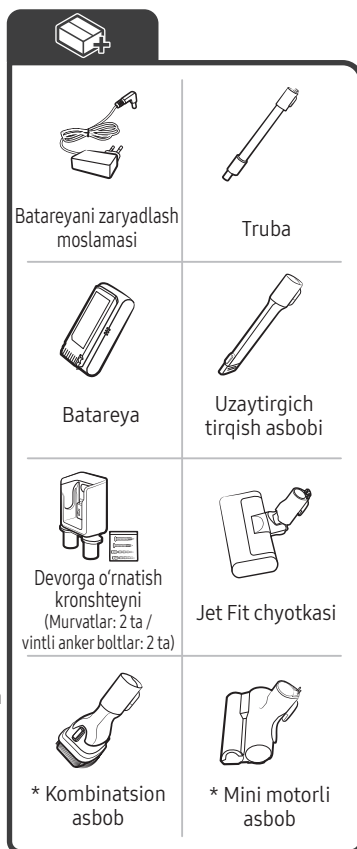 Batareyani zaryadlash
moslamasi
Truba
Batareya
Uzaytirgich
tirqish asbobi
Devorga o‘rnatish
kronshteyni
(Murvatlar: 2 ta /
vintli anker boltlar: 2 ta)
Jet Fit chyotkasi
* Kombinatsion
asbob
* Mini motorli
asbob